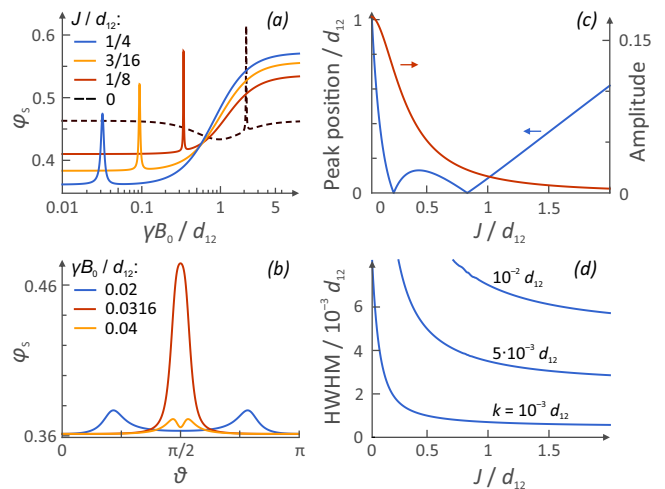 J / d₁₂:
1/4
3/16
1/8
0
(a)
0.6
0.5
0.4
φₛ
0.01
0.1
1
5
γB₀ / d₁₂
(c)
1
0
Peak position / d₁₂
0.15
0
Amplitude
0
0.5
1
1.5
J / d₁₂
γB₀ / d₁₂:
0.02
0.0316
0.04
(b)
0.46
0.36
φₛ
0
π/2
π
ϑ
(d)
10⁻² d₁₂
5·10⁻³ d₁₂
k = 10⁻³ d₁₂
8
6
4
2
0
HWHM / 10⁻³ d₁₂
0
0.5
1
1.5
J / d₁₂